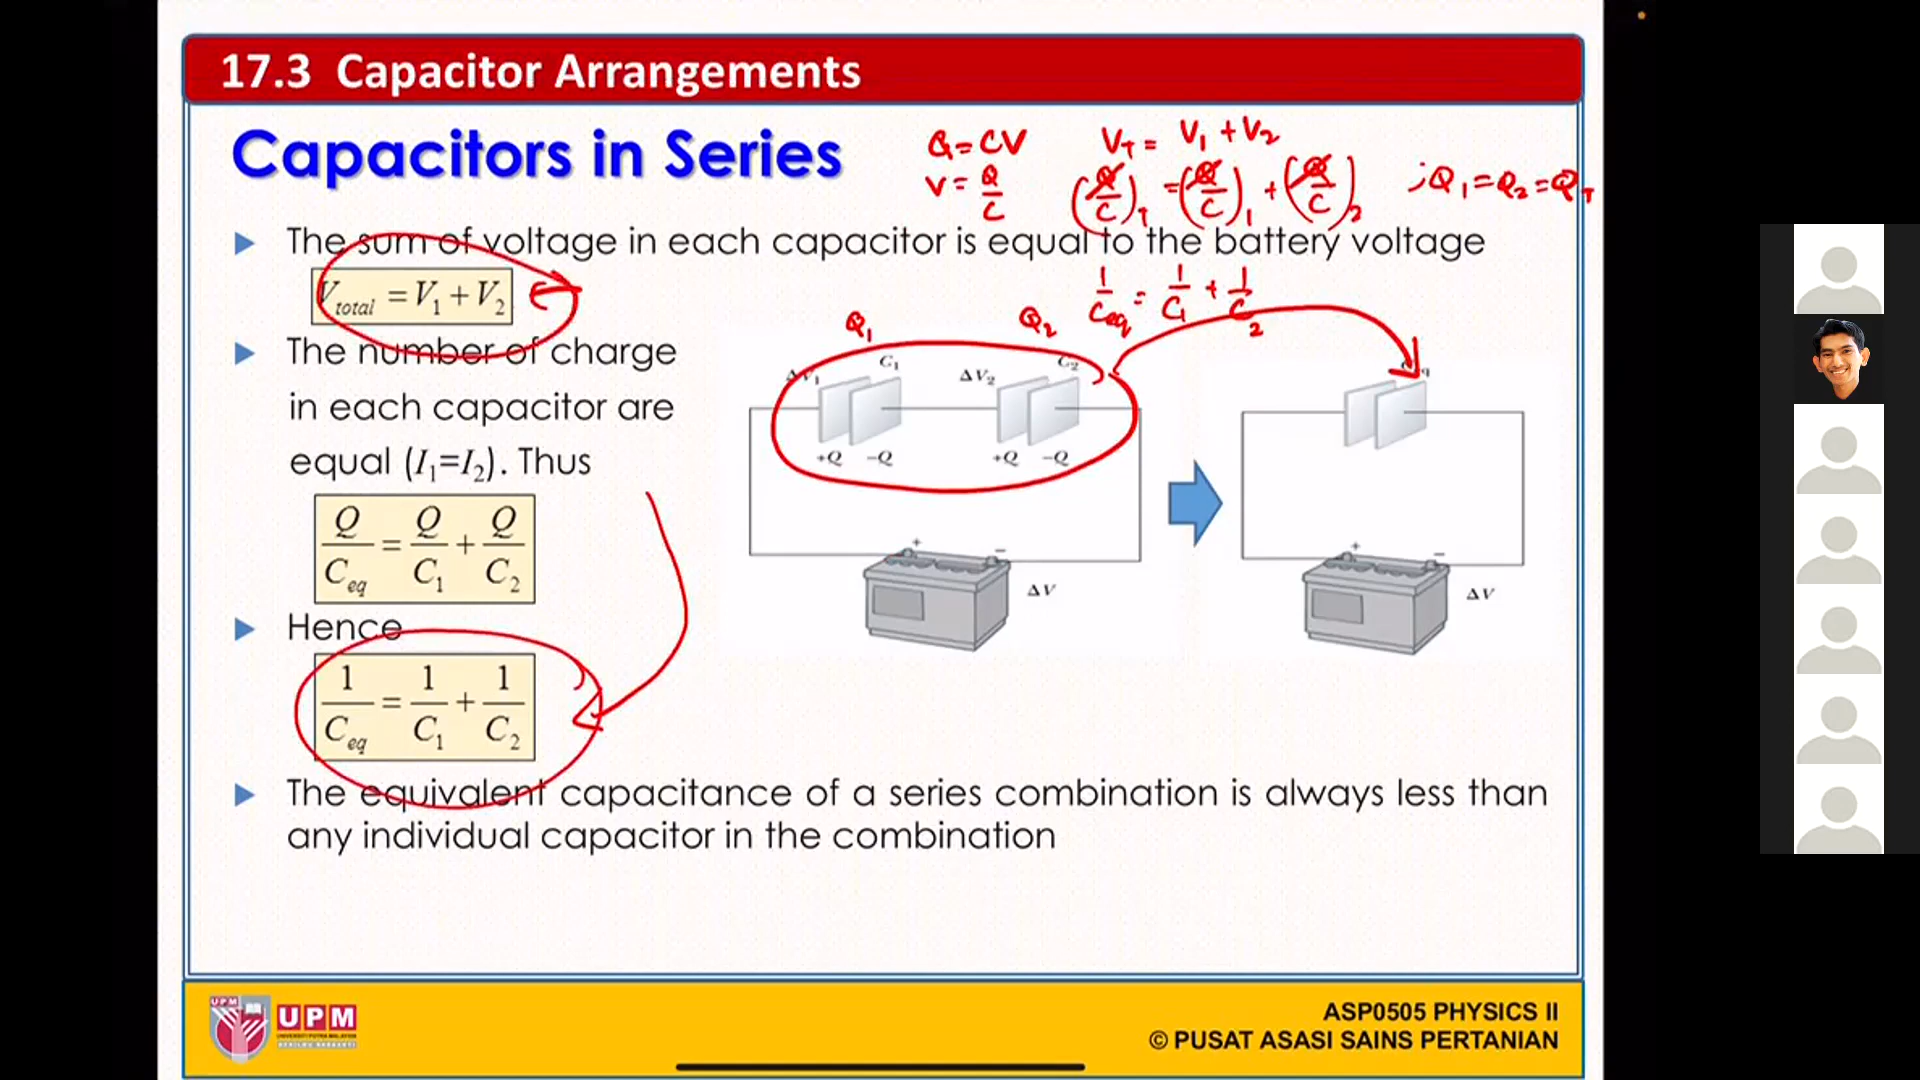 17.3 Capacitor Arrangements
Capacitors in Series
Q = CV
V = Q/C
V_T = V_1 + V_2
(Q/C)_T = (Q/C)_1 + (Q/C)_2
; Q_1 = Q_2 = Q_T
The sum of voltage in each capacitor is equal to the battery voltage
V_total = V_1 + V_2
1/C_eq = 1/C_1 + 1/C_2
The number of charge
in each capacitor are
equal (I_1=I_2). Thus
Q/C_eq = Q/C_1 + Q/C_2
Hence
1/C_eq = 1/C_1 + 1/C_2
The equivalent capacitance of a series combination is always less than
any individual capacitor in the combination
Q_1
Q_2
C_1
ΔV_2
C_2
+Q -Q
+Q -Q
+ −
ΔV
+ −
ΔV
UPM
UPM
ASP0505 PHYSICS II
© PUSAT ASASI SAINS PERTANIAN